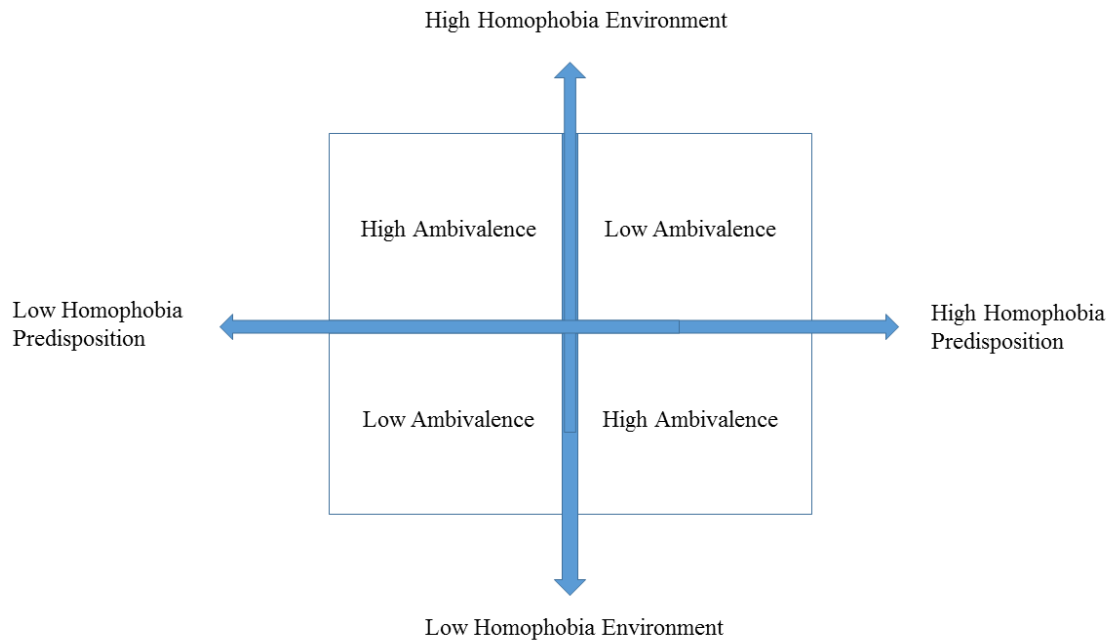 High Homophobia Environment
High Ambivalence
Low Ambivalence
Low Homophobia
Predisposition
High Homophobia
Predisposition
Low Ambivalence
High Ambivalence
Low Homophobia Environment